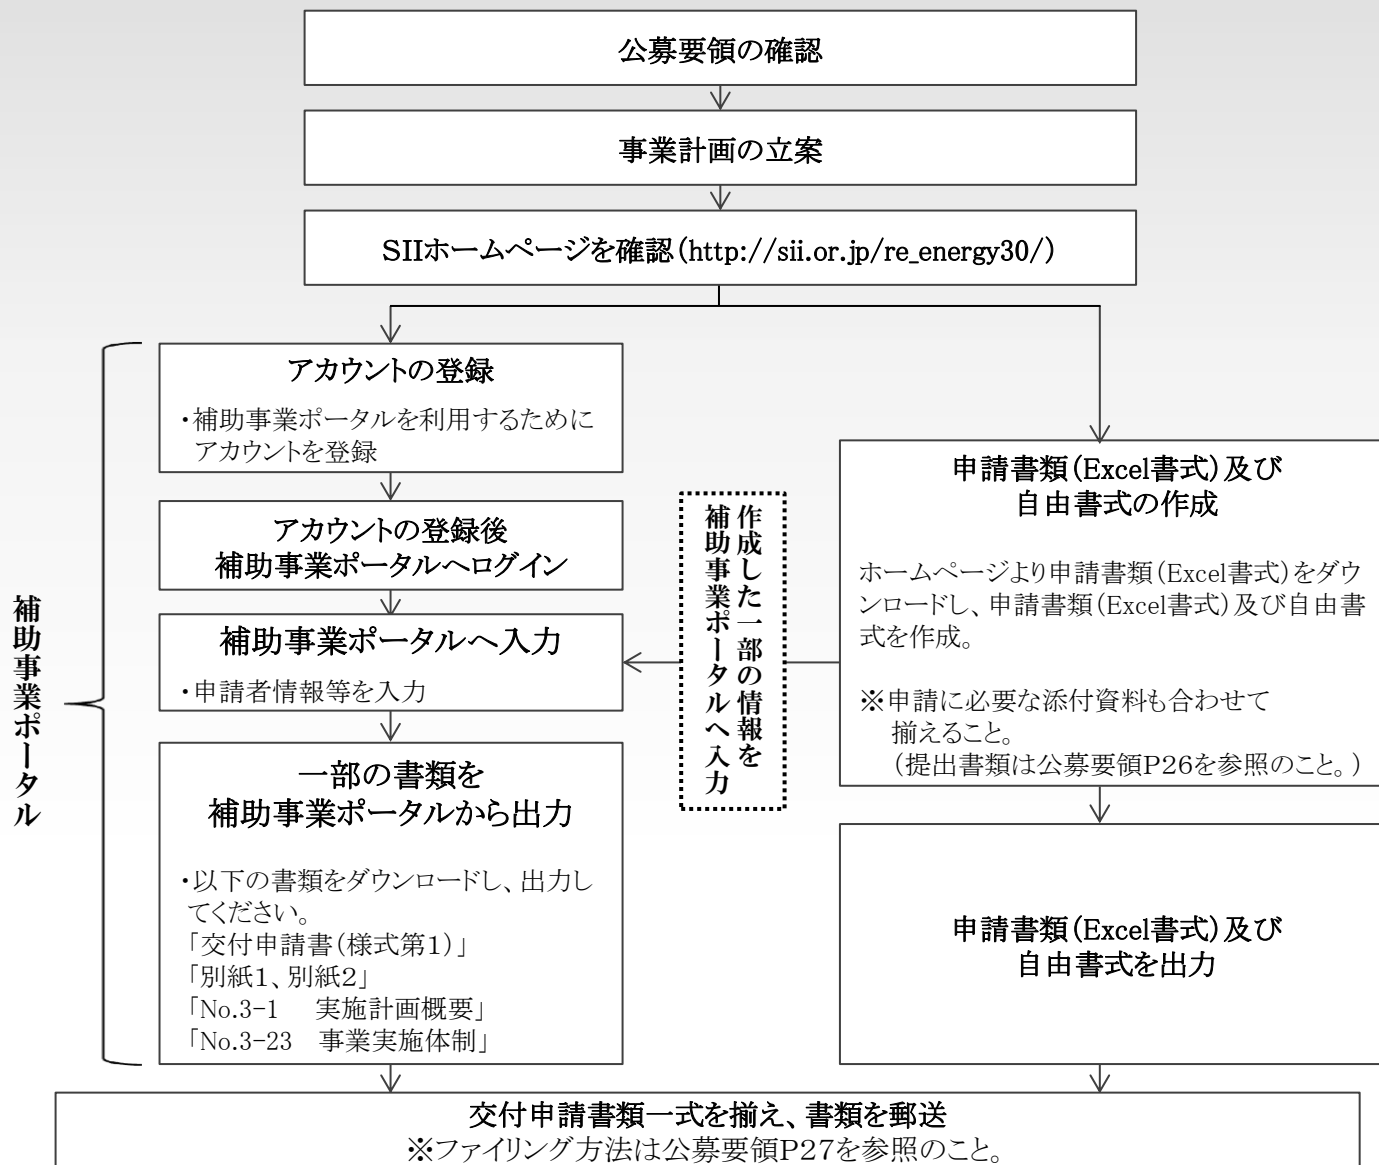 公募要領の確認
事業計画の立案
SIIホームページを確認(http://sii.or.jp/re_energy30/)
補助事業ポータル
アカウントの登録
・補助事業ポータルを利用するために
アカウントを登録
アカウントの登録後
補助事業ポータルへログイン
補助事業ポータルへ入力
・申請者情報等を入力
一部の書類を
補助事業ポータルから出力
・以下の書類をダウンロードし、出力し
てください。
「交付申請書(様式第1)」
「別紙1、別紙2」
「No.3-1　実施計画概要」
「No.3-23　事業実施体制」
作成した一部の情報を
補助事業ポータルへ入力
申請書類(Excel書式)及び
自由書式の作成
ホームページより申請書類(Excel書式)をダウ
ンロードし、申請書類(Excel書式)及び自由書
式を作成。
※申請に必要な添付資料も合わせて
揃えること。
(提出書類は公募要領P26を参照のこと。)
申請書類(Excel書式)及び
自由書式を出力
交付申請書類一式を揃え、書類を郵送
※ファイリング方法は公募要領P27を参照のこと。